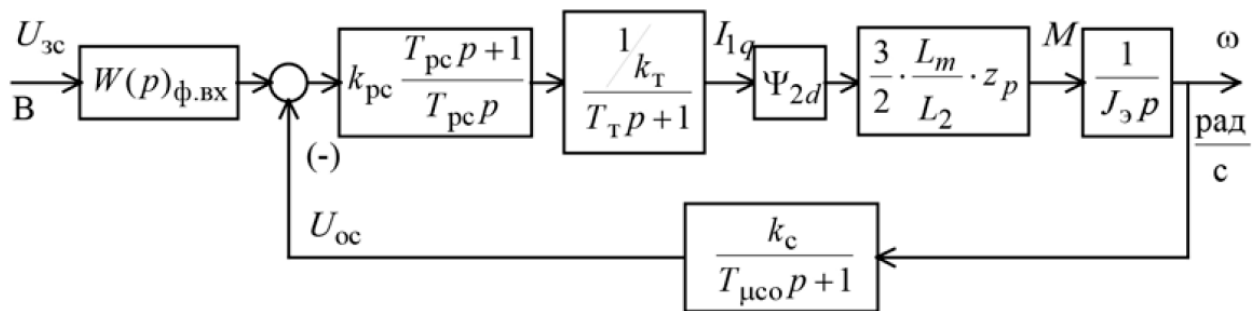 U_зс
В
W(p)_ф.вх
(-)
k_рс (T_рс p + 1) / (T_рс p)
(1/k_т) / (T_т p + 1)
I_1q
Ψ_2d
3/2 · L_m/L_2 · z_p
M
1 / (J_э p)
ω
рад/с
U_ос
k_с / (T_μсо p + 1)